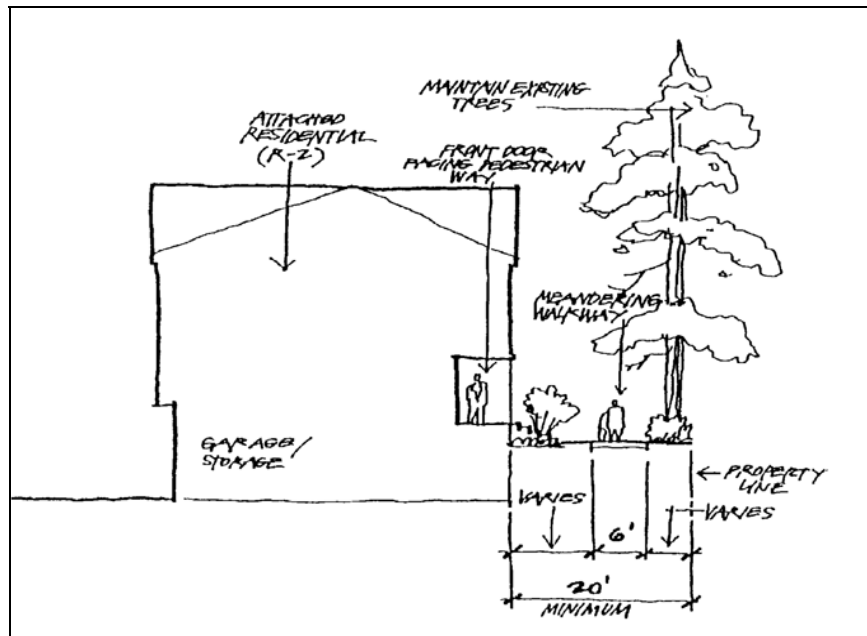 MAINTAIN EXISTING
TREES
ATTACHED
RESIDENTIAL
(R-2)
FRONT DOOR
FACING PEDESTRIAN
WAY
MEANDERING
WALKWAY
GARAGE/
STORAGE
PROPERTY
LINE
VARIES
VARIES
6'
20'
MINIMUM